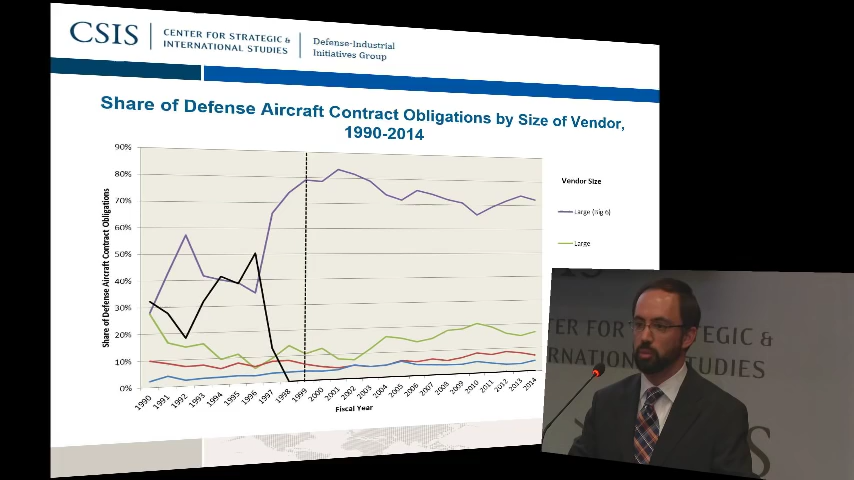 CSIS
CENTER FOR STRATEGIC &
INTERNATIONAL STUDIES
Defense-Industrial
Initiatives Group
Share of Defense Aircraft Contract Obligations by Size of Vendor,
1990-2014
Share of Defense Aircraft Contract Obligations
90%
80%
70%
60%
50%
40%
30%
20%
10%
0%
1990 1991 1992 1993 1994 1995 1996 1997 1998 1999 2000 2001 2002 2003 2004 2005 2006 2007 2008 2009 2010 2011 2012 2013 2014
Fiscal Year
Vendor Size
Large (Big 6)
Large
ER FOR STRATEGIC &
RNATIONAL STUDIES